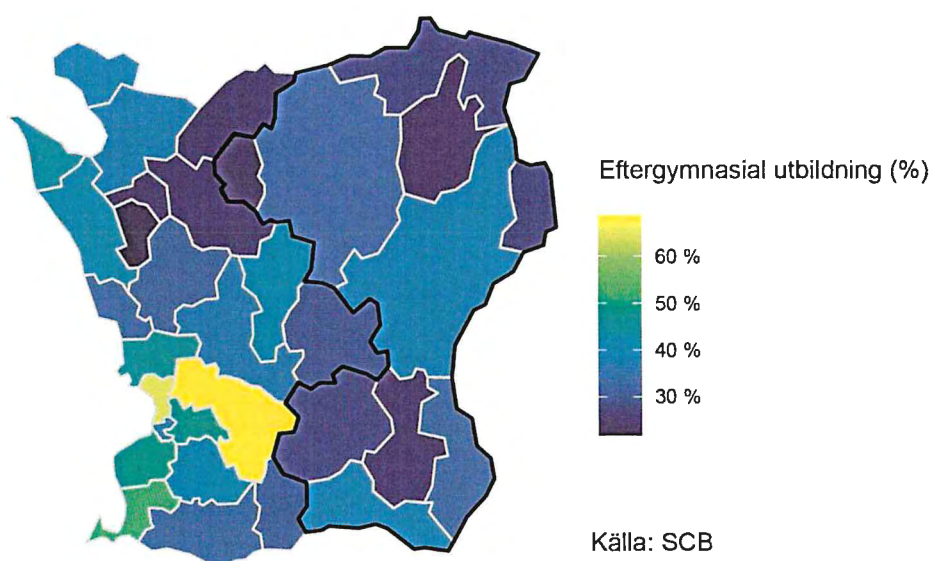 Eftergymnasial utbildning (%)
60 %
50 %
40 %
30 %
Källa: SCB